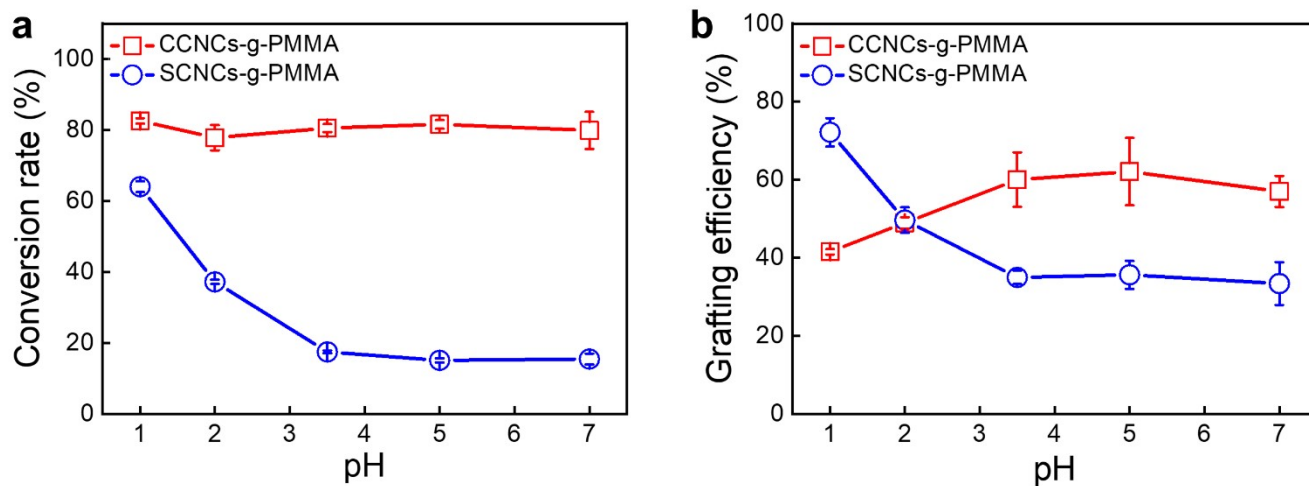 a
Conversion rate (%)
100
80
60
40
20
0
CCNCs-g-PMMA
SCNCs-g-PMMA
1 2 3 4 5 6 7
pH
b
Grafting efficiency (%)
100
80
60
40
20
0
CCNCs-g-PMMA
SCNCs-g-PMMA
1 2 3 4 5 6 7
pH